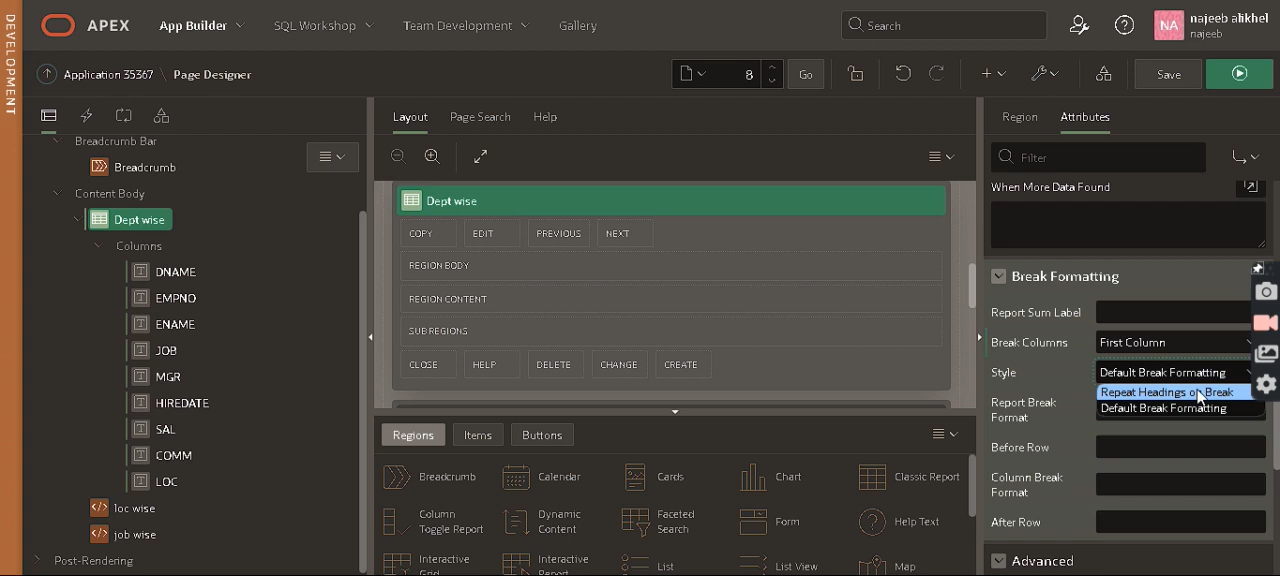 DEVELOPMENT
APEX
App Builder
SQL Workshop
Team Development
Gallery
Search
NA
najeeb alikhel
najeeb
Application 35367 \ Page Designer
8
Go
Save
Layout
Page Search
Help
Region
Attributes
Breadcrumb Bar
Breadcrumb
Content Body
Dept wise
Columns
DNAME
EMPNO
ENAME
JOB
MGR
HIREDATE
SAL
COMM
LOC
loc wise
job wise
Post-Rendering
Dept wise
COPY
EDIT
PREVIOUS
NEXT
REGION BODY
REGION CONTENT
SUB REGIONS
CLOSE
HELP
DELETE
CHANGE
CREATE
Regions
Items
Buttons
Breadcrumb
Calendar
Cards
Chart
Classic Report
Column
Toggle Report
Dynamic
Content
Faceted
Search
Form
Help Text
Interactive
Grid
Interactive
Report
List
List View
Map
Filter
When More Data Found
Break Formatting
Report Sum Label
Break Columns
First Column
Style
Default Break Formatting
Repeat Headings on Break
Default Break Formatting
Report Break
Format
Before Row
Column Break
Format
After Row
Advanced